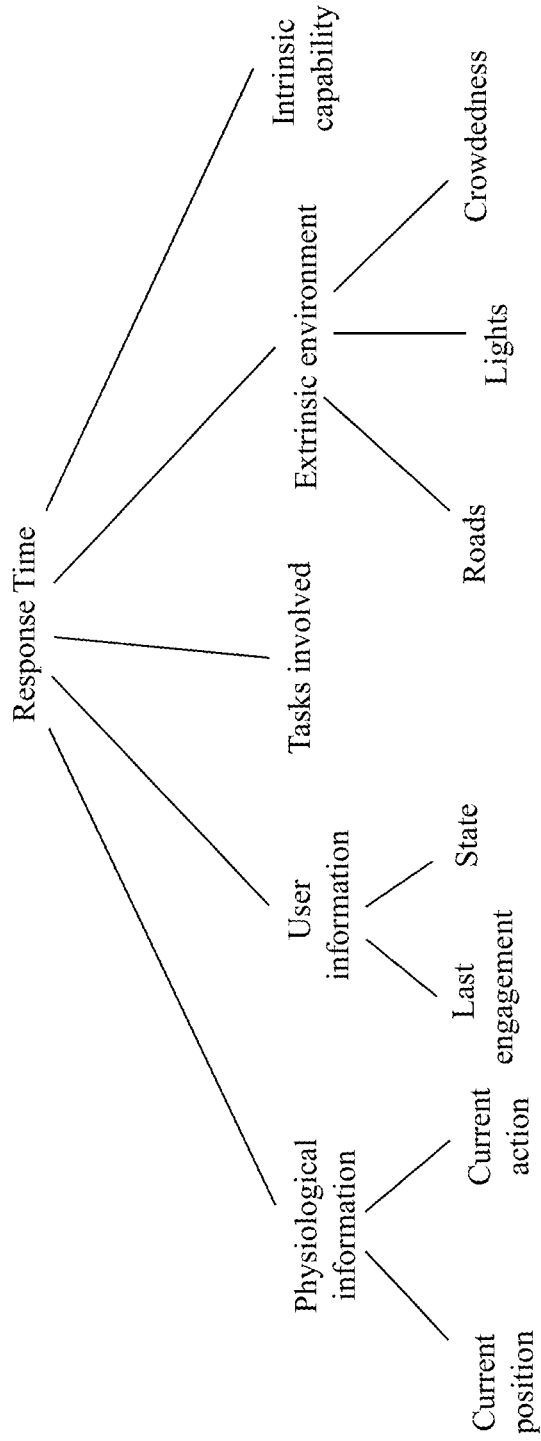 Response Time
Physiological
information
User
information
Tasks involved
Extrinsic environment
Intrinsic
capability
Current
position
Current
action
Last
engagement
State
Roads
Lights
Crowdedness